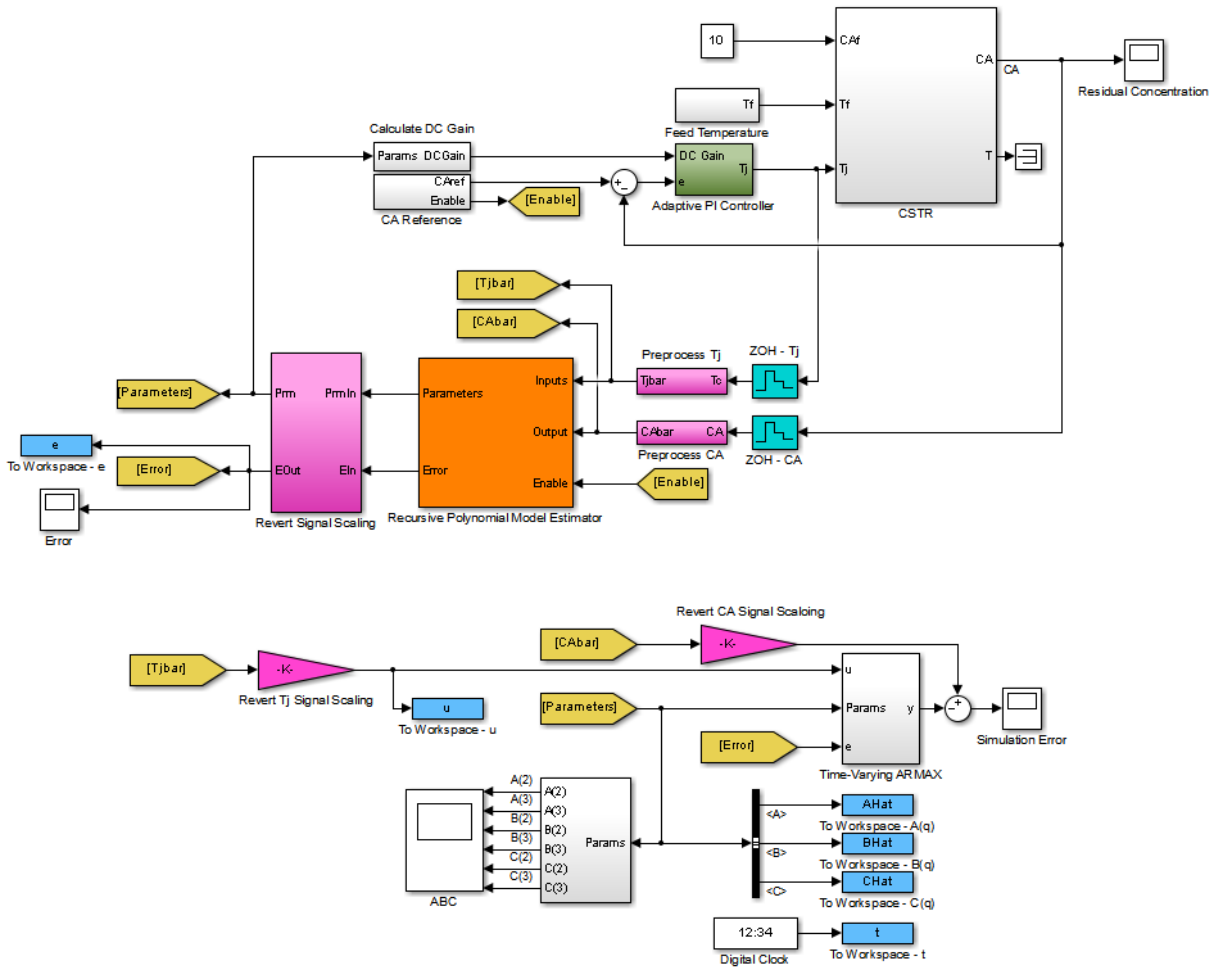 10
CAf
CA
CA
Residual Concentration
Tf
Feed Temperature
Tf
T
Tj
CSTR
Calculate DC Gain
Params DCGain
CAref
Enable
CA Reference
[Enable]
+
-
DC Gain
e
Tj
Adaptive PI Controller
[Tjbar]
[CAbar]
Preprocess Tj
Tjbar Tc
ZOH - Tj
CAbar CA
Preprocess CA
ZOH - CA
[Enable]
Inputs
Output
Enable
Parameters
Error
Recursive Polynomial Model Estimator
Prm PrmIn
EOut EIn
Revert Signal Scaling
[Parameters]
e
To Workspace - e
[Error]
Error
Revert CA Signal Scaloing
[CAbar]
-K-
[Tjbar]
-K-
Revert Tj Signal Scaling
u
To Workspace - u
[Parameters]
[Error]
u
Params y
e
Time-Varying ARMAX
+
-
Simulation Error
A(2)
A(3)
B(2)
B(3)
C(2)
C(3)
A(2)
A(3)
B(2)
B(3)
C(2)
C(3)
Params
ABC
<A>
<B>
<C>
AHat
To Workspace - A(q)
BHat
To Workspace - B(q)
CHat
To Workspace - C(q)
12:34
Digital Clock
t
To Workspace - t